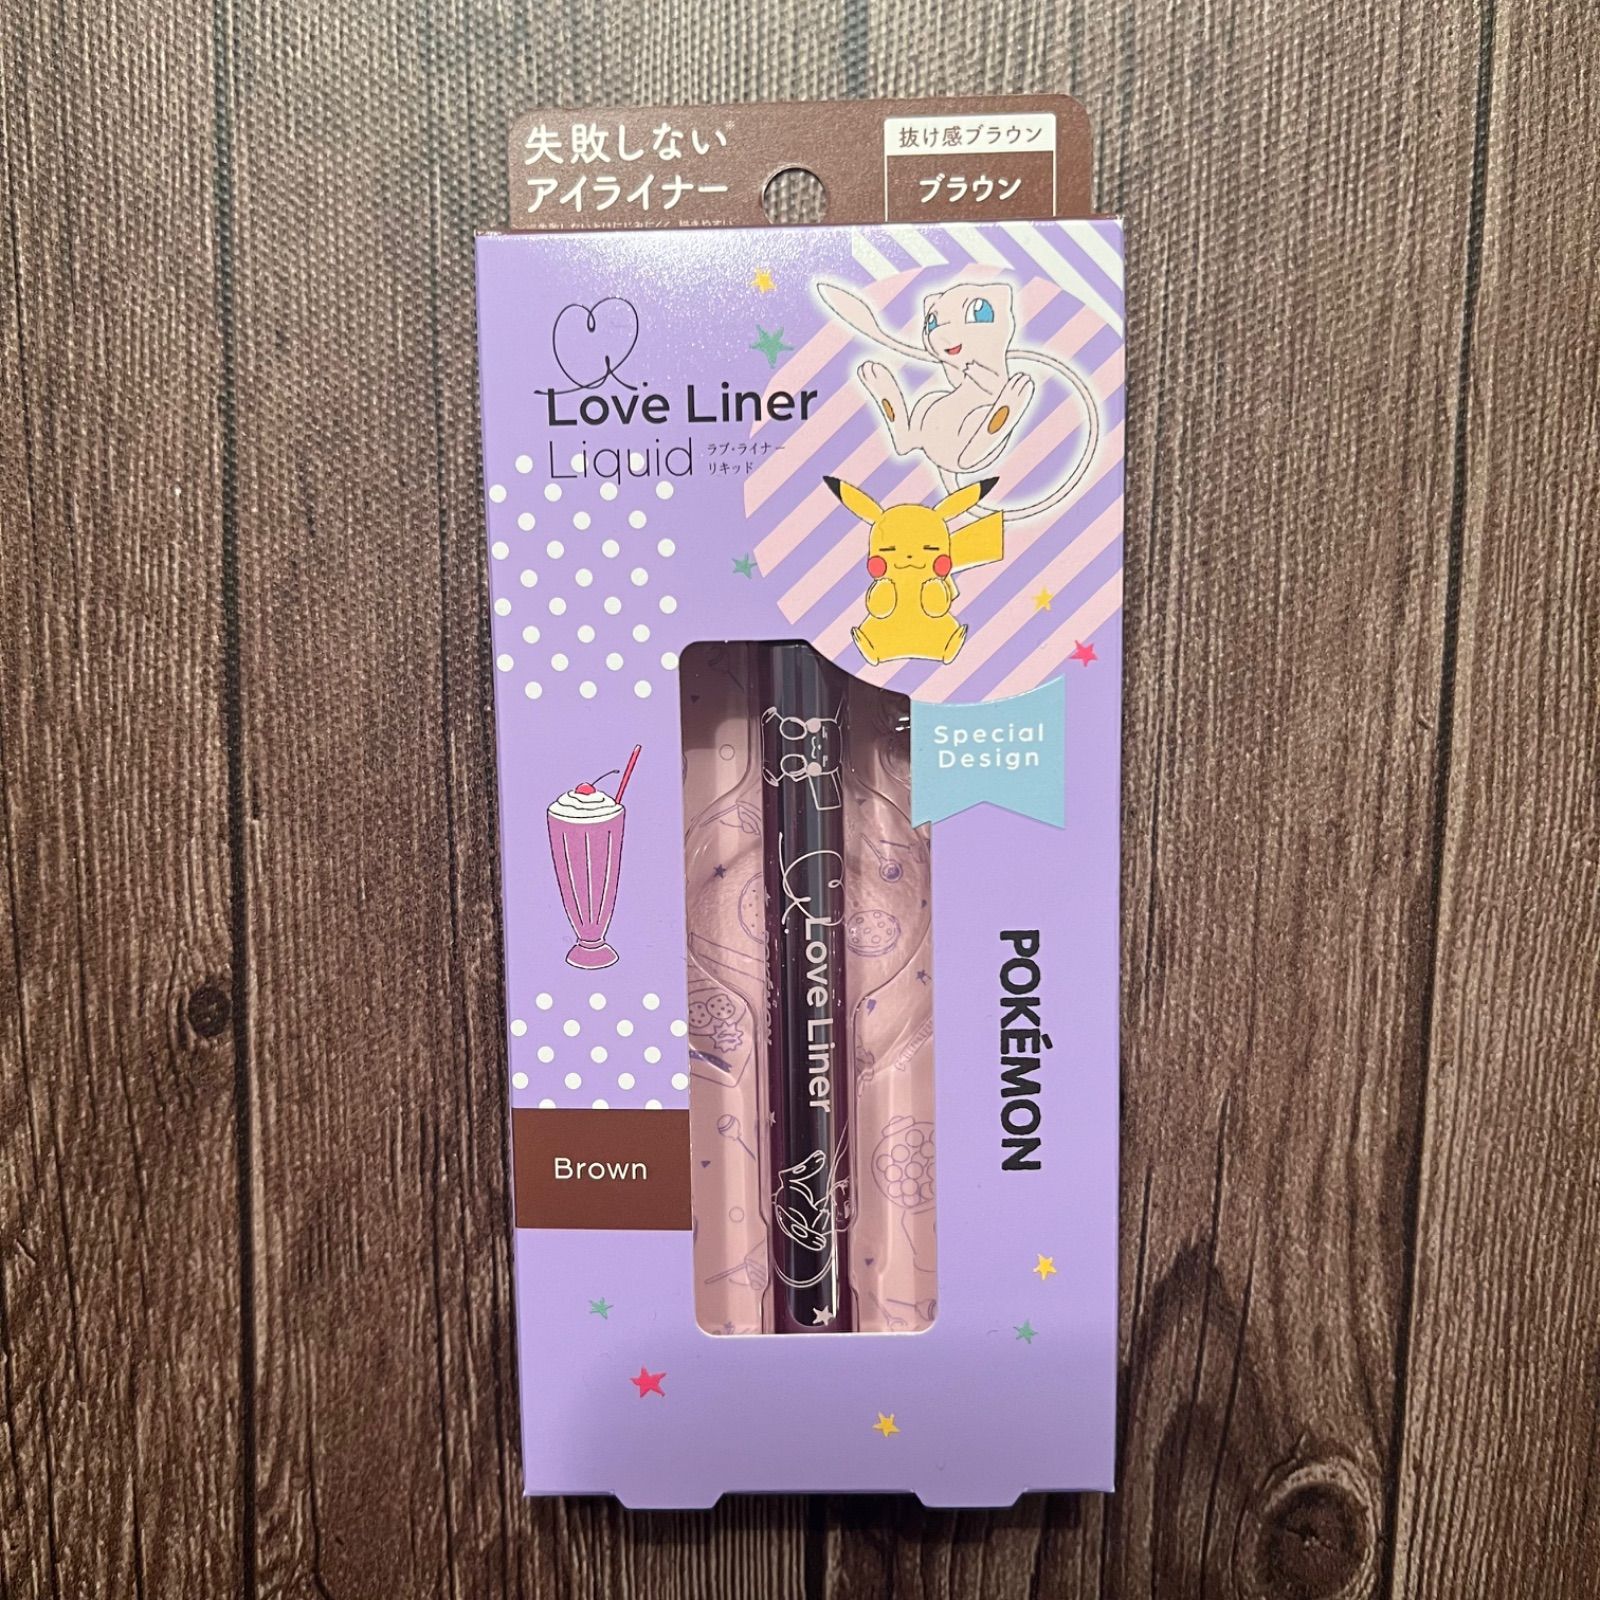 失敗しない※
アイライナー
抜け感ブラウン
ブラウン
Love Liner
Liquid
ラブ・ライナー
リキッド
Special
Design
Love Liner
POKÉMON
Brown